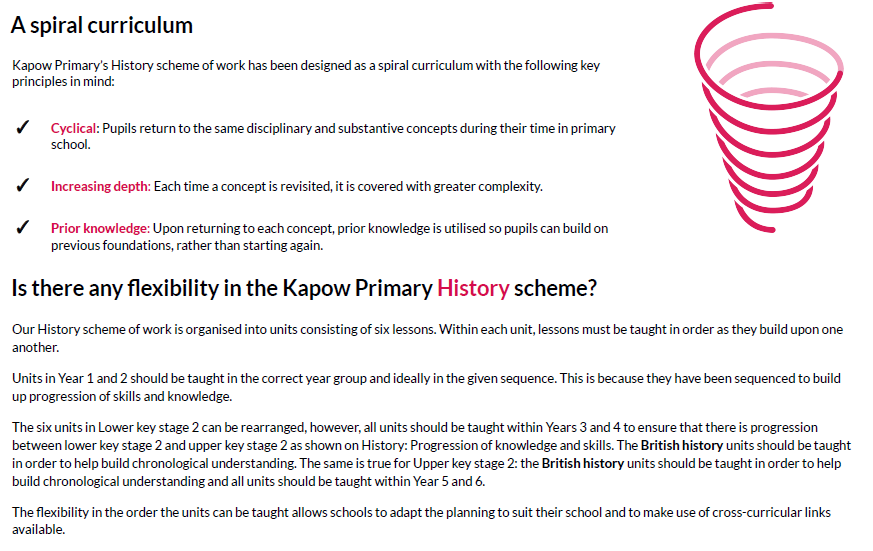 A spiral curriculum
Kapow Primary's History scheme of work has been designed as a spiral curriculum with the following key
principles in mind:
✓ Cyclical: Pupils return to the same disciplinary and substantive concepts during their time in primary
school.
✓ Increasing depth: Each time a concept is revisited, it is covered with greater complexity.
✓ Prior knowledge: Upon returning to each concept, prior knowledge is utilised so pupils can build on
previous foundations, rather than starting again.
Is there any flexibility in the Kapow Primary History scheme?
Our History scheme of work is organised into units consisting of six lessons. Within each unit, lessons must be taught in order as they build upon one
another.
Units in Year 1 and 2 should be taught in the correct year group and ideally in the given sequence. This is because they have been sequenced to build
up progression of skills and knowledge.
The six units in Lower key stage 2 can be rearranged, however, all units should be taught within Years 3 and 4 to ensure that there is progression
between lower key stage 2 and upper key stage 2 as shown on History: Progression of knowledge and skills. The British history units should be taught
in order to help build chronological understanding. The same is true for Upper key stage 2: the British history units should be taught in order to help
build chronological understanding and all units should be taught within Year 5 and 6.
The flexibility in the order the units can be taught allows schools to adapt the planning to suit their school and to make use of cross-curricular links
available.